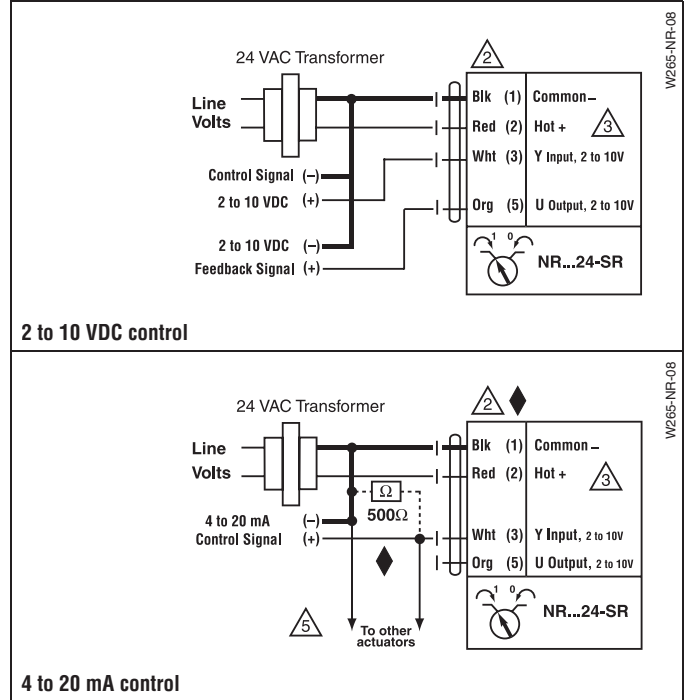 W265-NR-08
24 VAC Transformer
2
Line
Volts
Blk (1) Common –
Red (2) Hot +
3
Wht (3) Y Input, 2 to 10V
Control Signal (–)
2 to 10 VDC (+)
Org (5) U Output, 2 to 10V
2 to 10 VDC (–)
Feedback Signal (+)
1 0
NR...24-SR
2 to 10 VDC control
W265-NR-08
24 VAC Transformer
2
Line
Volts
Blk (1) Common –
Red (2) Hot +
3
Ω
500Ω
4 to 20 mA (–)
Control Signal (+)
Wht (3) Y Input, 2 to 10V
Org (5) U Output, 2 to 10V
5
To other
actuators
1 0
NR...24-SR
4 to 20 mA control